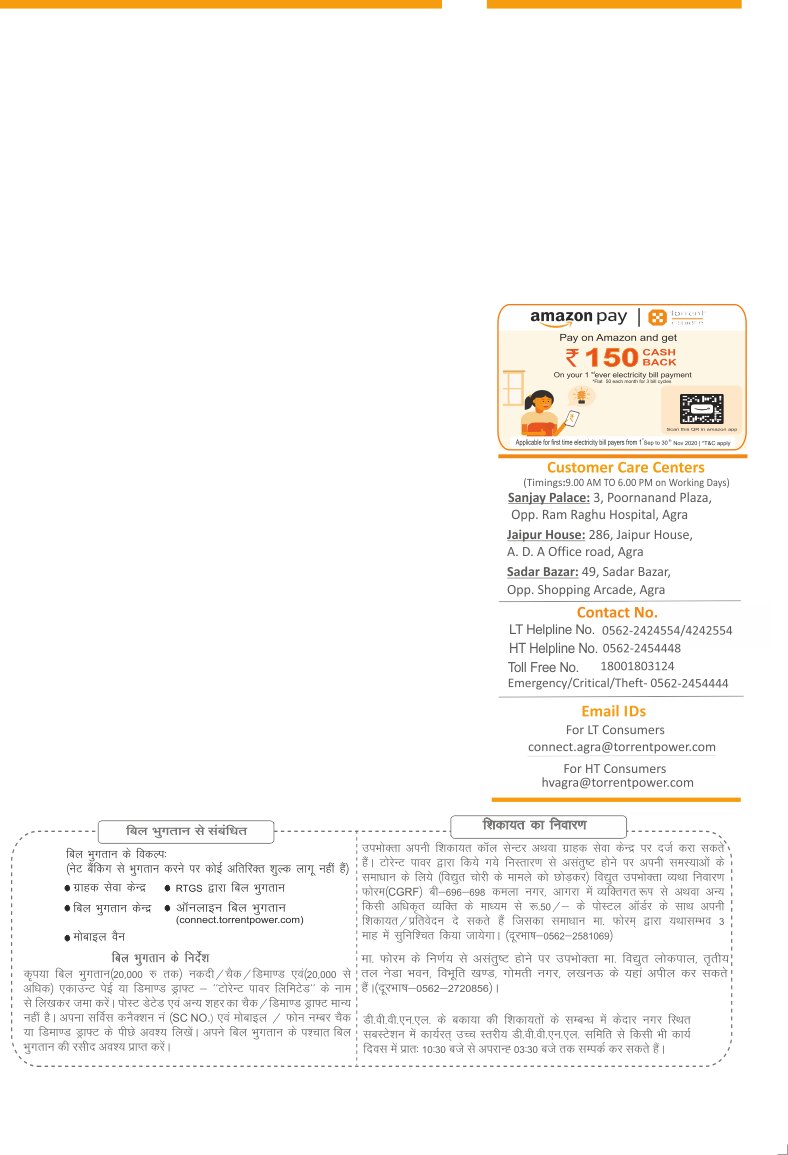 amazon pay | torrent
Pay on Amazon and get
₹ 150 CASH BACK
On your 1st ever electricity bill payment
*Flat 50 each month for 3 bill cycles
Scan this QR in amazon app
Applicable for first time electricity bill payers from 1st Sep to 30th Nov 2020 | *T&C apply
Customer Care Centers
(Timings:9.00 AM TO 6.00 PM on Working Days)
Sanjay Palace: 3, Poornanand Plaza,
Opp. Ram Raghu Hospital, Agra
Jaipur House: 286, Jaipur House,
A. D. A Office road, Agra
Sadar Bazar: 49, Sadar Bazar,
Opp. Shopping Arcade, Agra
Contact No.
LT Helpline No. 0562-2424554/4242554
HT Helpline No. 0562-2454448
Toll Free No. 18001803124
Emergency/Critical/Theft- 0562-2454444
Email IDs
For LT Consumers
connect.agra@torrentpower.com
For HT Consumers
hvagra@torrentpower.com
बिल भुगतान से संबंधित
बिल भुगतान के विकल्पः
(नेट बैंकिग से भुगतान करने पर कोई अतिरिक्त शुल्क लागू नहीं हैं)
● ग्राहक सेवा केन्द्र ● RTGS द्वारा बिल भुगतान
● बिल भुगतान केन्द्र ● ऑनलाइन बिल भुगतान
(connect.torrentpower.com)
● मोबाइल वैन
बिल भुगतान के निर्देश
कृपया बिल भुगतान(20,000 रु तक) नकदी/चैक/डिमाण्ड एवं(20,000 से
अधिक) एकाउन्ट पेई या डिमाण्ड ड्राफ्ट – "टोरेन्ट पावर लिमिटेड" के नाम
से लिखकर जमा करें। पोस्ट डेटेड एवं अन्य शहर का चैक/डिमाण्ड ड्राफ्ट मान्य
नहीं है। अपना सर्विस कनैक्शन नं (SC NO.) एवं मोबाइल / फोन नम्बर चैक
या डिमाण्ड ड्राफ्ट के पीछे अवश्य लिखें। अपने बिल भुगतान के पश्चात बिल
भुगतान की रसीद अवश्य प्राप्त करें।
शिकायत का निवारण
उपभोक्ता अपनी शिकायत कॉल सेन्टर अथवा ग्राहक सेवा केन्द्र पर दर्ज करा सकते
हैं। टोरेन्ट पावर द्वारा किये गये निस्तारण से असंतुष्ट होने पर अपनी समस्याओं के
समाधान के लिये (विद्युत चोरी के मामले को छोड़कर) विद्युत उपभोक्ता व्यथा निवारण
फोरम(CGRF) बी–696–698 कमला नगर, आगरा में व्यक्तिगत रूप से अथवा अन्य
किसी अधिकृत व्यक्ति के माध्यम से रू.50/– के पोस्टल ऑर्डर के साथ अपनी
शिकायत/प्रतिवेदन दे सकते हैं जिसका समाधान मा. फोरम् द्वारा यथासम्भव 3
माह में सुनिश्चित किया जायेगा। (दूरभाष–0562–2581069)
मा. फोरम के निर्णय से असंतुष्ट होने पर उपभोक्ता मा. विद्युत लोकपाल, तृतीय
तल नेडा भवन, विभूति खण्ड, गोमती नगर, लखनऊ के यहां अपील कर सकते
हैं।(दूरभाष–0562–2720856)।
डी.वी.वी.एन.एल. के बकाया की शिकायतों के सम्बन्ध में केदार नगर स्थित
सबस्टेशन में कार्यरत् उच्च स्तरीय डी.वी.वी.एन.एल. समिति से किसी भी कार्य
दिवस में प्रातः 10:30 बजे से अपरान्ह 03:30 बजे तक सम्पर्क कर सकते हैं।